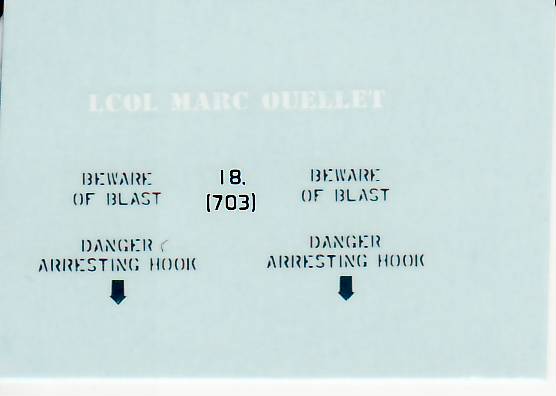 LCOL MARC OUELLET
BEWARE
OF BLAST
18.
(703)
BEWARE
OF BLAST
DANGER
ARRESTING HOOK
DANGER
ARRESTING HOOK